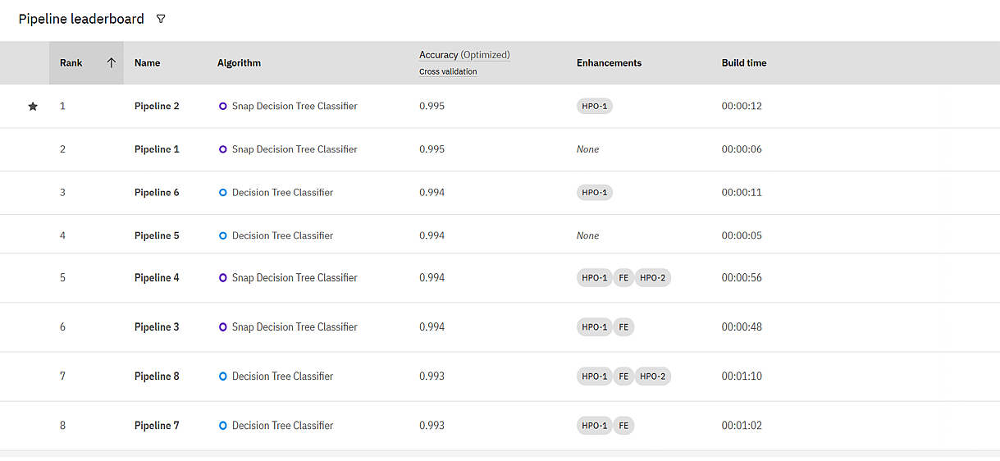 Pipeline leaderboard
Rank Name Algorithm Accuracy (Optimized) Enhancements Build time
Cross validation
1 Pipeline 2 Snap Decision Tree Classifier 0.995 HPO-1 00:00:12
2 Pipeline 1 Snap Decision Tree Classifier 0.995 None 00:00:06
3 Pipeline 6 Decision Tree Classifier 0.994 HPO-1 00:00:11
4 Pipeline 5 Decision Tree Classifier 0.994 None 00:00:05
5 Pipeline 4 Snap Decision Tree Classifier 0.994 HPO-1 FE HPO-2 00:00:56
6 Pipeline 3 Snap Decision Tree Classifier 0.994 HPO-1 FE 00:00:48
7 Pipeline 8 Decision Tree Classifier 0.993 HPO-1 FE HPO-2 00:01:10
8 Pipeline 7 Decision Tree Classifier 0.993 HPO-1 FE 00:01:02